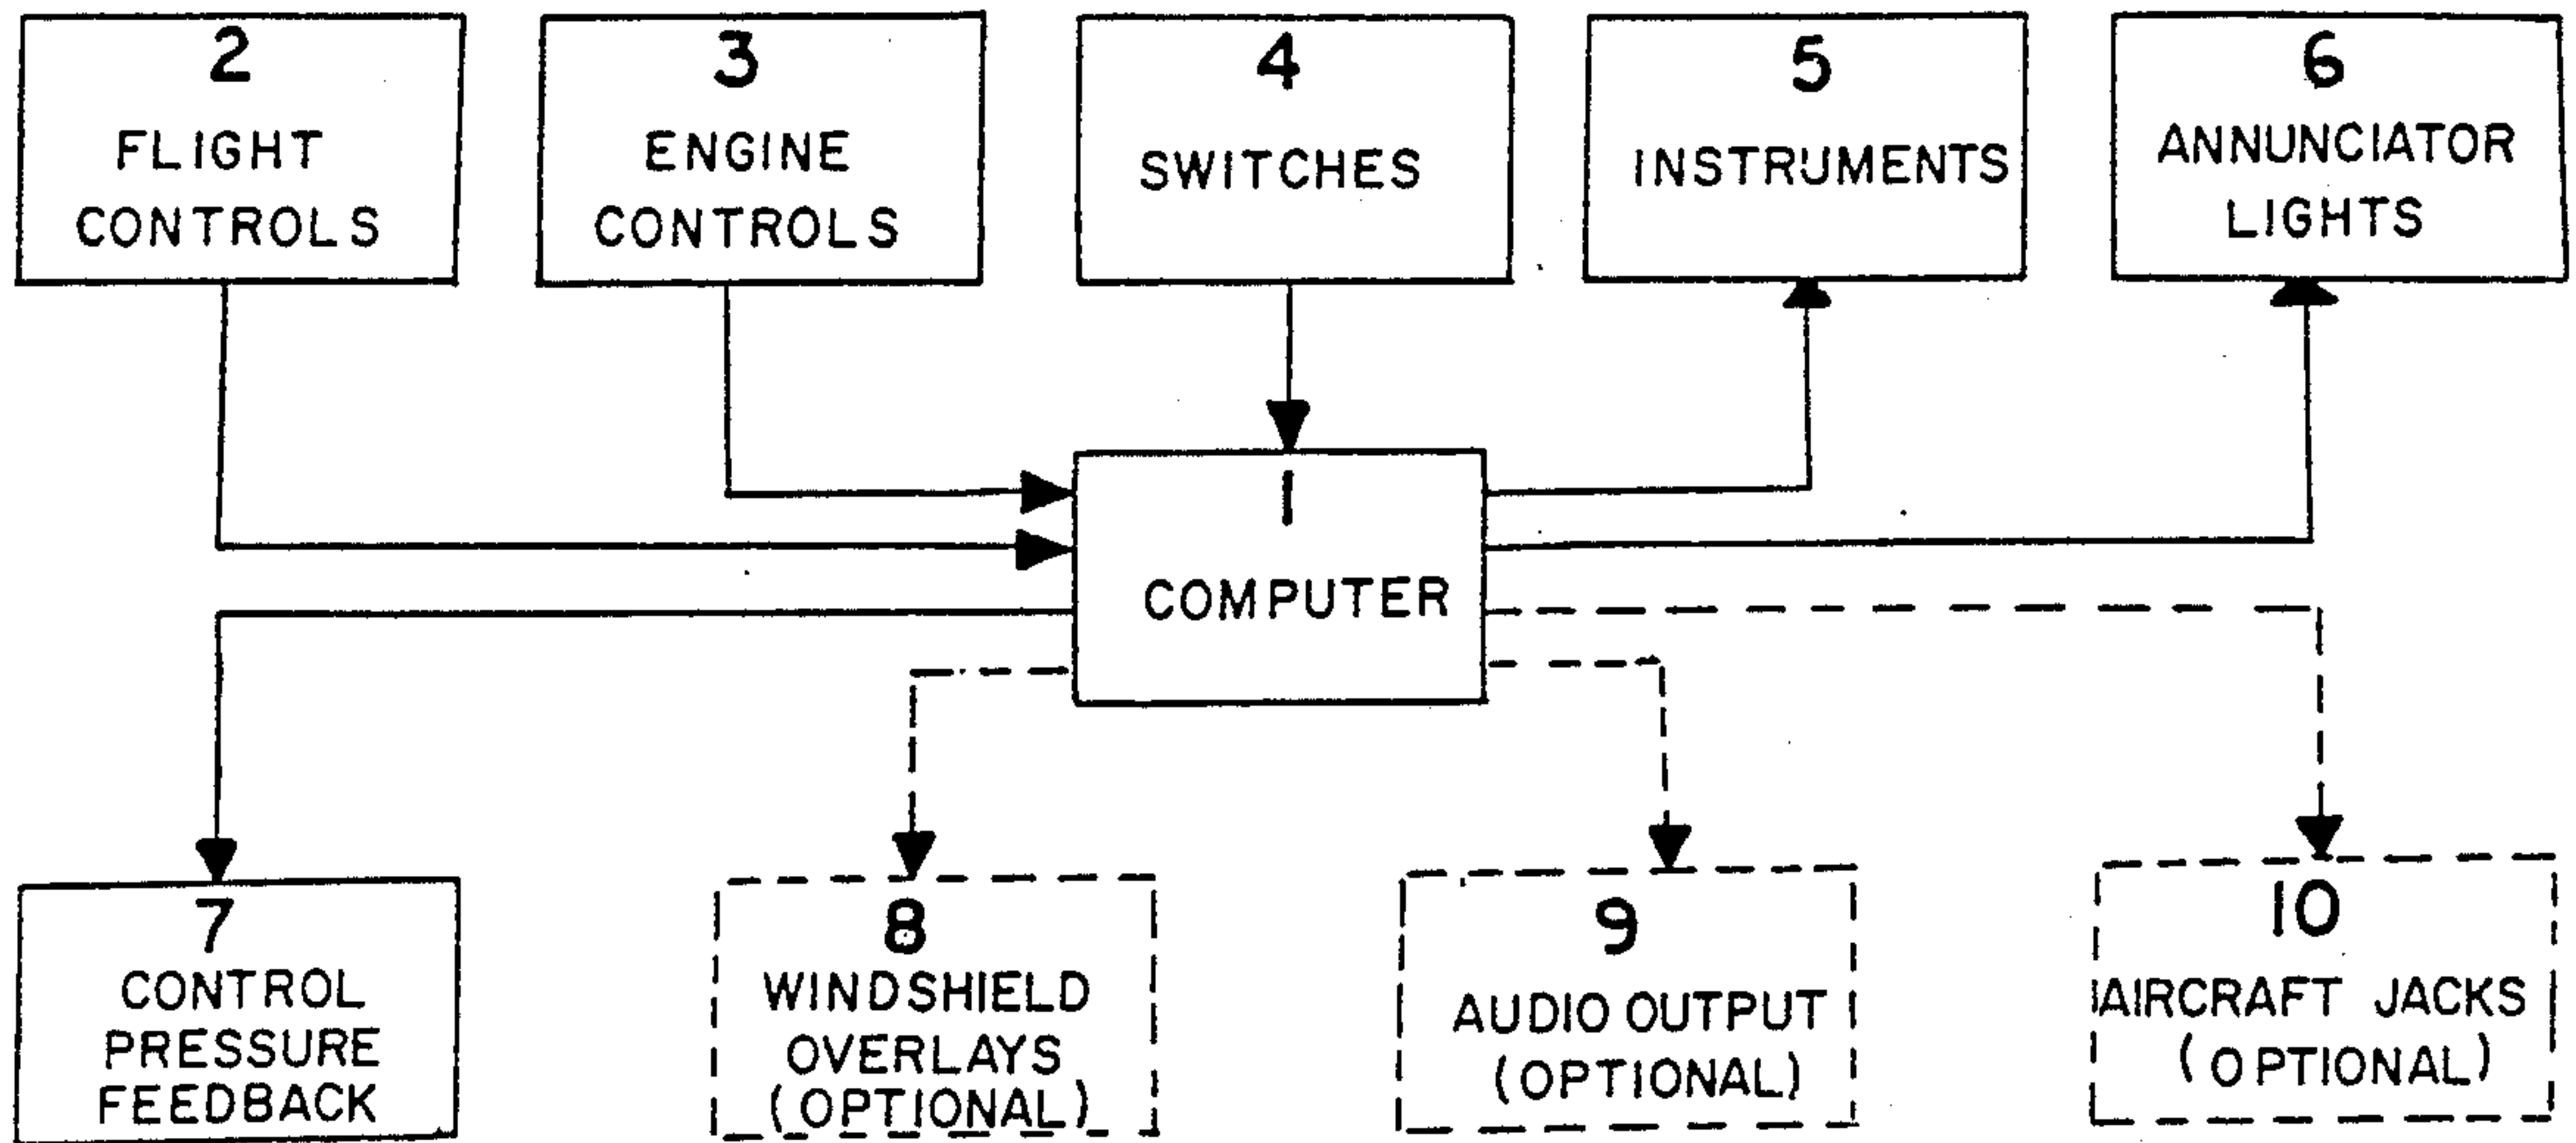 2
FLIGHT
CONTROLS
3
ENGINE
CONTROLS
4
SWITCHES
5
INSTRUMENTS
6
ANNUNCIATOR
LIGHTS
1
COMPUTER
7
CONTROL
PRESSURE
FEEDBACK
8
WINDSHIELD
OVERLAYS
(OPTIONAL)
9
AUDIO OUTPUT
(OPTIONAL)
10
AIRCRAFT JACKS
(OPTIONAL)